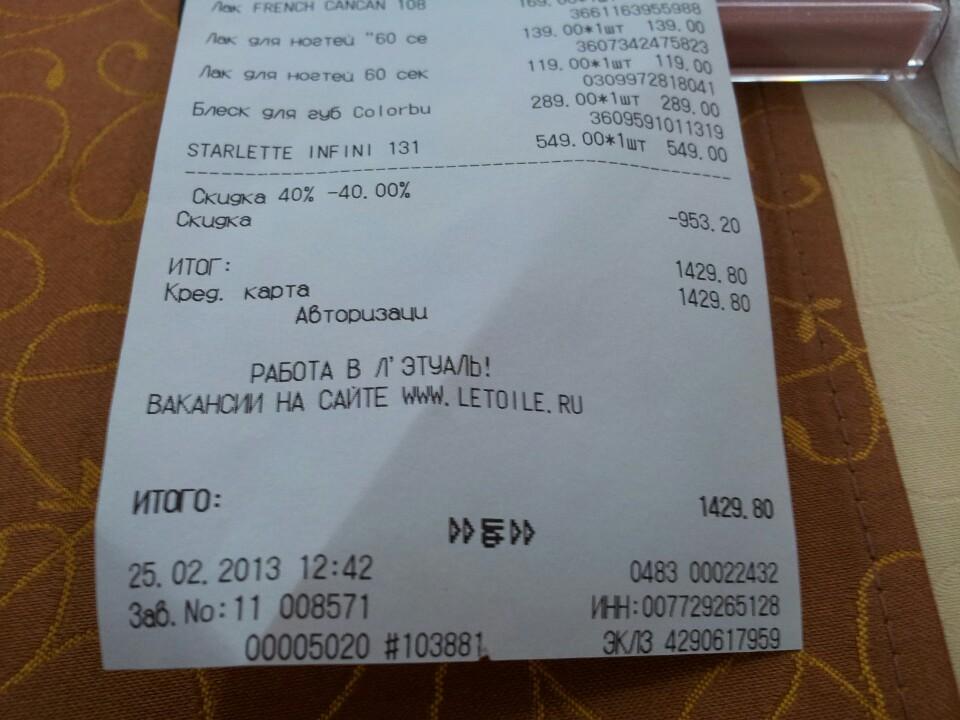 Лак FRENCH CANCAN 108
3661163955988
Лак для ногтей "60 се 139.00*1шт 139.00
3607342475823
Лак для ногтей 60 сек 119.00*1шт 119.00
0309972818041
Блеск для губ Colorbu 289.00*1шт 289.00
3609591011319
STARLETTE INFINI 131 549.00*1шт 549.00
Скидка 40% -40.00%
Скидка -953.20
ИТОГ: 1429.80
Кред. карта 1429.80
Авторизаци
РАБОТА В Л'ЭТУАЛЬ!
ВАКАНСИИ НА САЙТЕ WWW.LETOILE.RU
ИТОГО: 1429.80
25.02.2013 12:42 0483 00022432
Зав.No:11 008571 ИНН:007729265128
00005020 #103881 ЭКЛЗ 4290617959